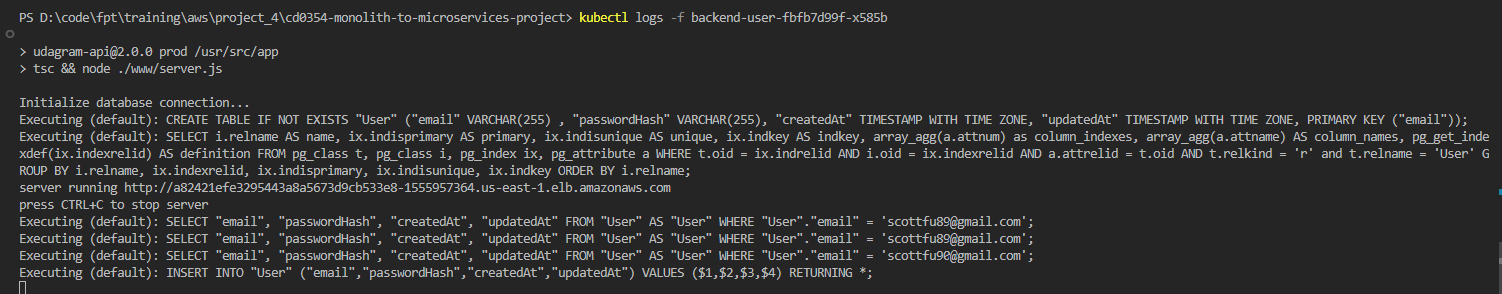 PS D:\code\fpt\training\aws\project_4\cd0354-monolith-to-microservices-project> kubectl logs -f backend-user-fbfb7d99f-x585b
> udagram-api@2.0.0 prod /usr/src/app
> tsc && node ./www/server.js
Initialize database connection...
Executing (default): CREATE TABLE IF NOT EXISTS "User" ("email" VARCHAR(255) , "passwordHash" VARCHAR(255), "createdAt" TIMESTAMP WITH TIME ZONE, "updatedAt" TIMESTAMP WITH TIME ZONE, PRIMARY KEY ("email"));
Executing (default): SELECT i.relname AS name, ix.indisprimary AS primary, ix.indisunique AS unique, ix.indkey AS indkey, array_agg(a.attnum) as column_indexes, array_agg(a.attname) AS column_names, pg_get_inde
xdef(ix.indexrelid) AS definition FROM pg_class t, pg_class i, pg_index ix, pg_attribute a WHERE t.oid = ix.indrelid AND i.oid = ix.indexrelid AND a.attrelid = t.oid AND t.relkind = 'r' and t.relname = 'User' G
ROUP BY i.relname, ix.indexrelid, ix.indisprimary, ix.indisunique, ix.indkey ORDER BY i.relname;
server running http://a82421efe3295443a8a5673d9cb533e8-1555957364.us-east-1.elb.amazonaws.com
press CTRL+C to stop server
Executing (default): SELECT "email", "passwordHash", "createdAt", "updatedAt" FROM "User" AS "User" WHERE "User"."email" = 'scottfu89@gmail.com';
Executing (default): SELECT "email", "passwordHash", "createdAt", "updatedAt" FROM "User" AS "User" WHERE "User"."email" = 'scottfu89@gmail.com';
Executing (default): SELECT "email", "passwordHash", "createdAt", "updatedAt" FROM "User" AS "User" WHERE "User"."email" = 'scottfu90@gmail.com';
Executing (default): INSERT INTO "User" ("email","passwordHash","createdAt","updatedAt") VALUES ($1,$2,$3,$4) RETURNING *;